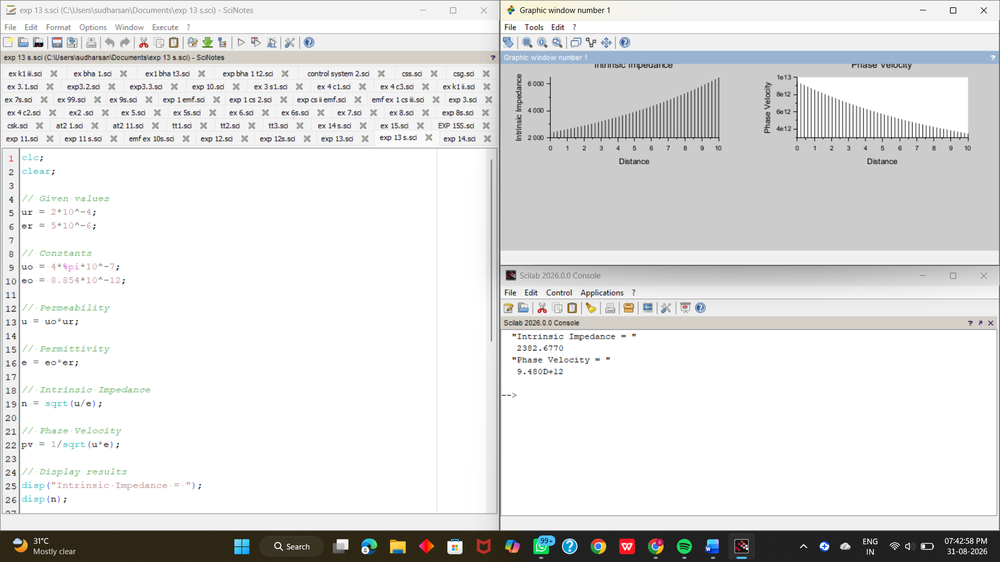 exp 13 s.sci (C:\Users\sudharsan\Documents\exp 13 s.sci) - SciNotes
File Edit Format Options Window Execute ?
exp 13 s.sci (C:\Users\sudharsan\Documents\exp 13 s.sci) - SciNotes ?
ex k1 iii.sci ex bha 1.sci ex1 bha t3.sci exp bha 1 t2.sci control system 2.sci css.sci csg.sci
ex 3.1.sci exp3.2.sci exp3.3.sci exp 10.sci ex 3 s1.sci ex 4 c1.sci ex 4 c3.sci ex k1 ii.sci
ex 7s.sci ex 99.sci ex 9s.sci exp 1 emf.sci exp 1 cs 2.sci exp cs ii emf.sci emf ex 1 cs iii.sci exp 3.sci
ex 4 c2.sci ex2 .sci ex 5.sci ex 5s.sci ex 6.sci ex 6s.sci ex 7.sci ex 8.sci exp 8s.sci
csk.sci at2 1.sci at2 11.sci tt1.sci tt2.sci tt3.sci ex 14 s.sci ex 15.sci EXP 15S.sci
exp 11.sci exp 11 s.sci emf ex 10s.sci exp 12.sci exp 12s.sci exp 13.sci exp 13 s.sci exp 14.sci
1 clc;
2 clear;
3
4 // Given values
5 ur = 2*10^-4;
6 er = 5*10^-6;
7
8 // Constants
9 uo = 4*%pi*10^-7;
10 eo = 8.854*10^-12;
11
12 // Permeability
13 u = uo*ur;
14
15 // Permittivity
16 e = eo*er;
17
18 // Intrinsic Impedance
19 n = sqrt(u/e);
20
21 // Phase Velocity
22 pv = 1/sqrt(u*e);
23
24 // Display results
25 disp("Intrinsic Impedance = ");
26 disp(n);
27
Graphic window number 1
File Tools Edit ?
Graphic window number 1 ?
Intrinsic Impedance
Intrinsic Impedance
6 000
4 000
2 000
0 1 2 3 4 5 6 7 8 9 10
Distance
Phase Velocity
Phase Velocity
1e13
8e12
6e12
4e12
0 1 2 3 4 5 6 7 8 9 10
Distance
Scilab 2026.0.0 Console
File Edit Control Applications ?
Scilab 2026.0.0 Console ?
"Intrinsic Impedance = "
2382.6770
"Phase Velocity = "
9.480D+12
-->
31°C
Mostly clear
Search
99+
ENG
IN
07:42:58 PM
31-08-2026